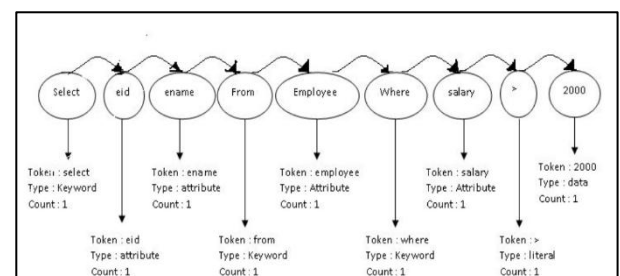 Select eid ename From Employee Where salary > 2000
Token : select
Type : Keyword
Count : 1
Token : ename
Type : attribute
Count : 1
Token : employee
Type : Attribute
Count : 1
Token : salary
Type : Attribute
Count : 1
Token : 2000
Type : data
Count : 1
Token : eid
Type : attribute
Count : 1
Token : from
Type : Keyword
Count : 1
Token : where
Type : Keyword
Count : 1
Token : >
Type : literal
Count : 1